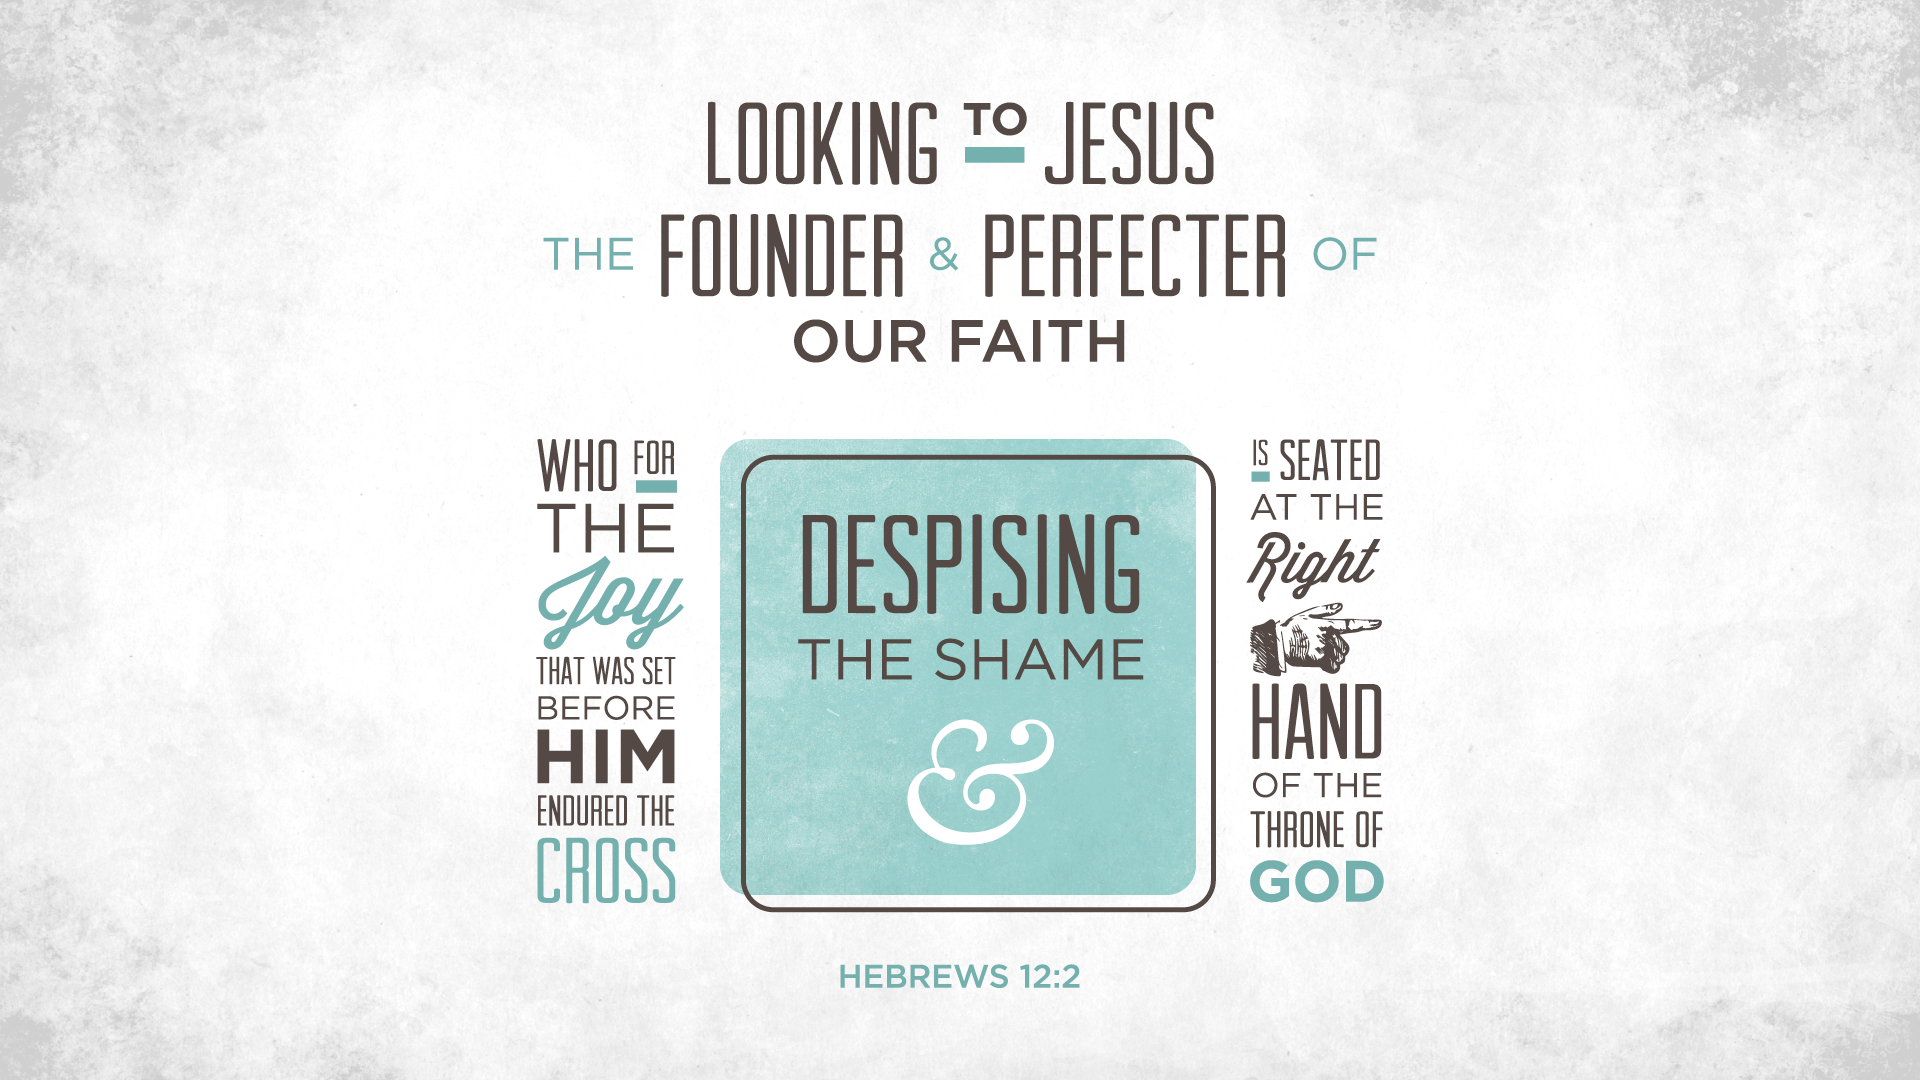 LOOKING TO JESUS
THE FOUNDER & PERFECTER OF
OUR FAITH
WHO FOR
THE
Joy
THAT WAS SET
BEFORE
HIM
ENDURED THE
CROSS
DESPISING
THE SHAME
&
IS SEATED
AT THE
Right
HAND
OF THE
THRONE OF
GOD
HEBREWS 12:2